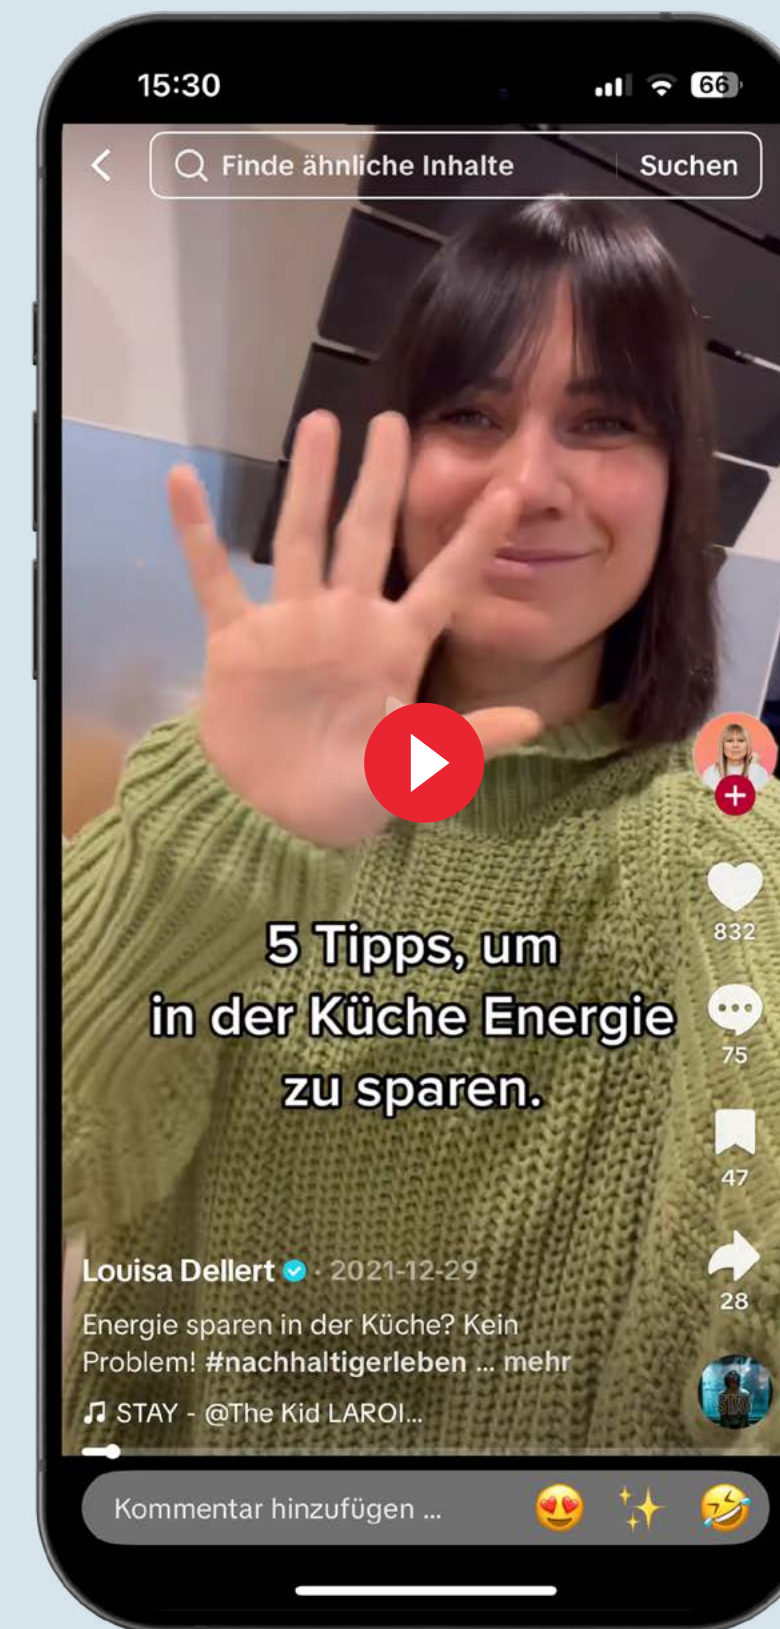 15:30
66
Finde ähnliche Inhalte Suchen
832
5 Tipps, um
in der Küche Energie
zu sparen.
75
47
Louisa Dellert · 2021-12-29
28
Energie sparen in der Küche? Kein
Problem! #nachhaltigerleben ... mehr
STAY - @The Kid LAROI...
STAY
Kommentar hinzufügen ...